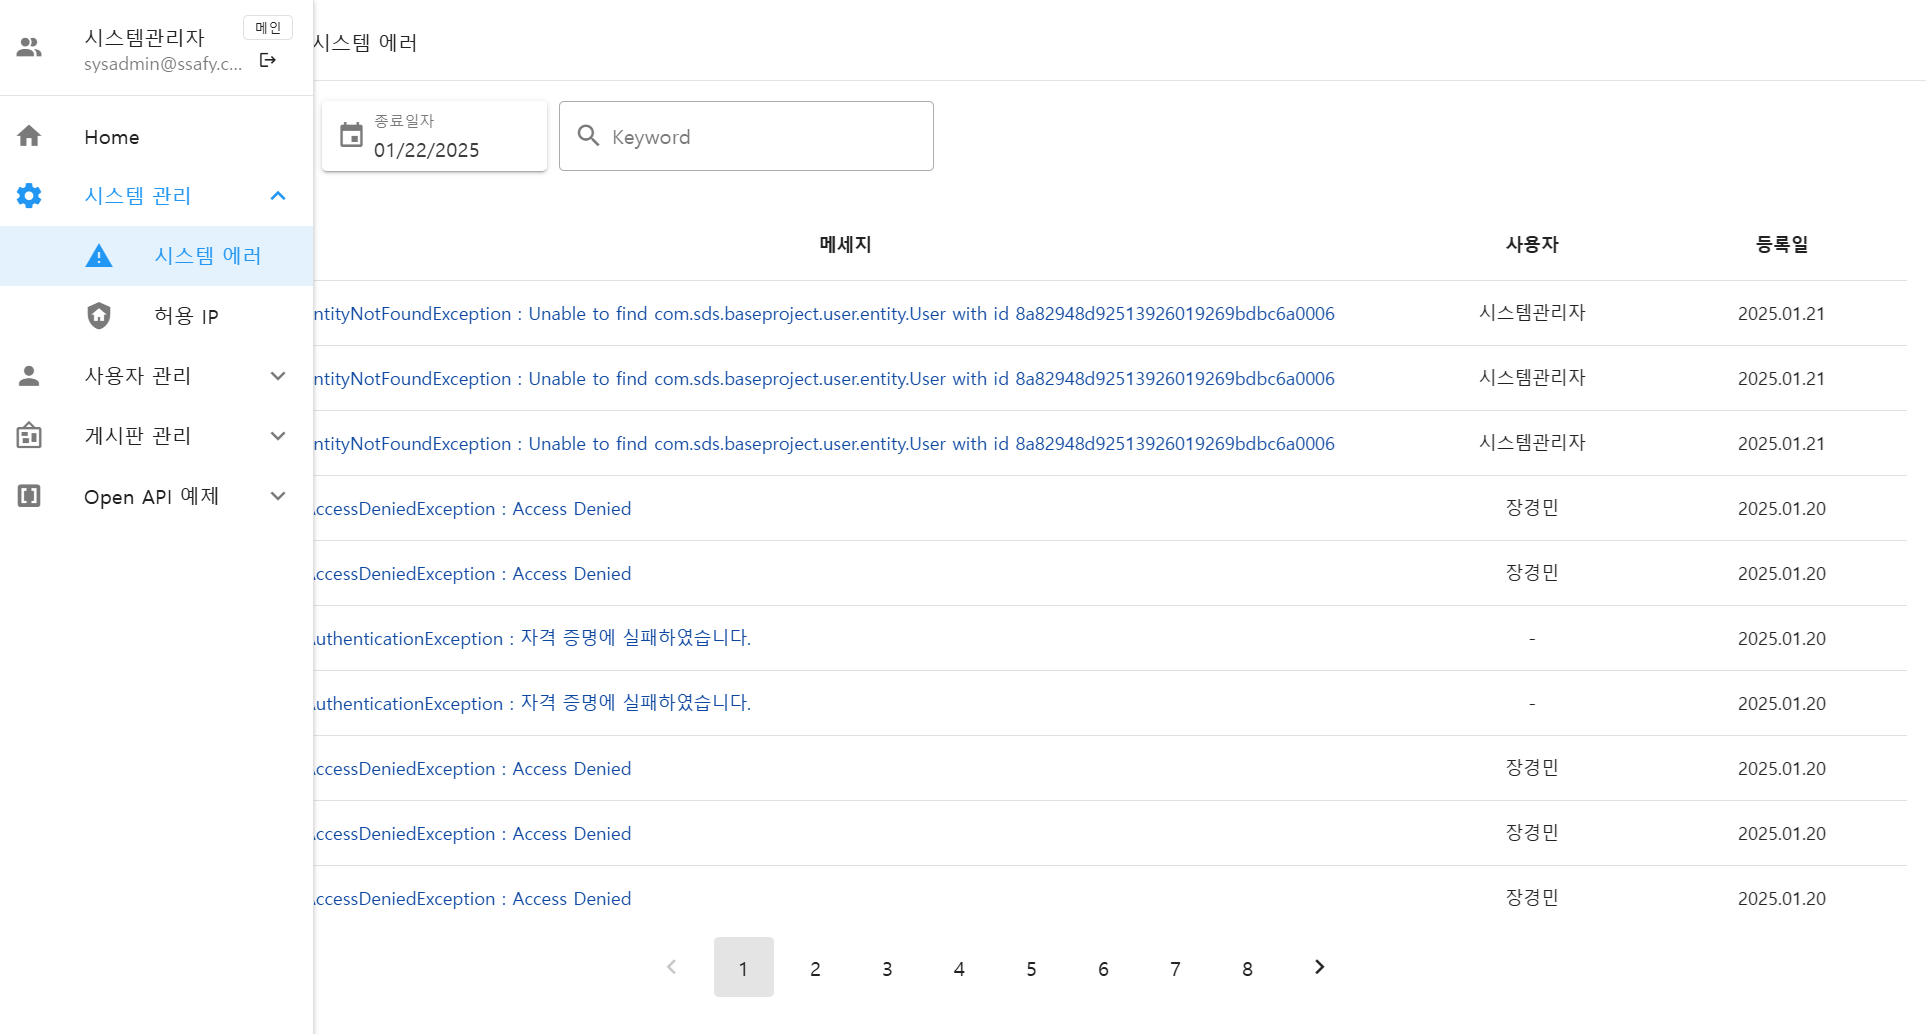 시스템관리자
메인
sysadmin@ssafy.c...
Home
시스템 관리
시스템 에러
허용 IP
사용자 관리
게시판 관리
Open API 예제
시스템 에러
종료일자
01/22/2025
Keyword
메세지 사용자 등록일
ntityNotFoundException : Unable to find com.sds.baseproject.user.entity.User with id 8a82948d92513926019269bdbc6a0006 시스템관리자 2025.01.21
ntityNotFoundException : Unable to find com.sds.baseproject.user.entity.User with id 8a82948d92513926019269bdbc6a0006 시스템관리자 2025.01.21
ntityNotFoundException : Unable to find com.sds.baseproject.user.entity.User with id 8a82948d92513926019269bdbc6a0006 시스템관리자 2025.01.21
ccessDeniedException : Access Denied 장경민 2025.01.20
ccessDeniedException : Access Denied 장경민 2025.01.20
uthenticationException : 자격 증명에 실패하였습니다. - 2025.01.20
uthenticationException : 자격 증명에 실패하였습니다. - 2025.01.20
ccessDeniedException : Access Denied 장경민 2025.01.20
ccessDeniedException : Access Denied 장경민 2025.01.20
ccessDeniedException : Access Denied 장경민 2025.01.20
1 2 3 4 5 6 7 8